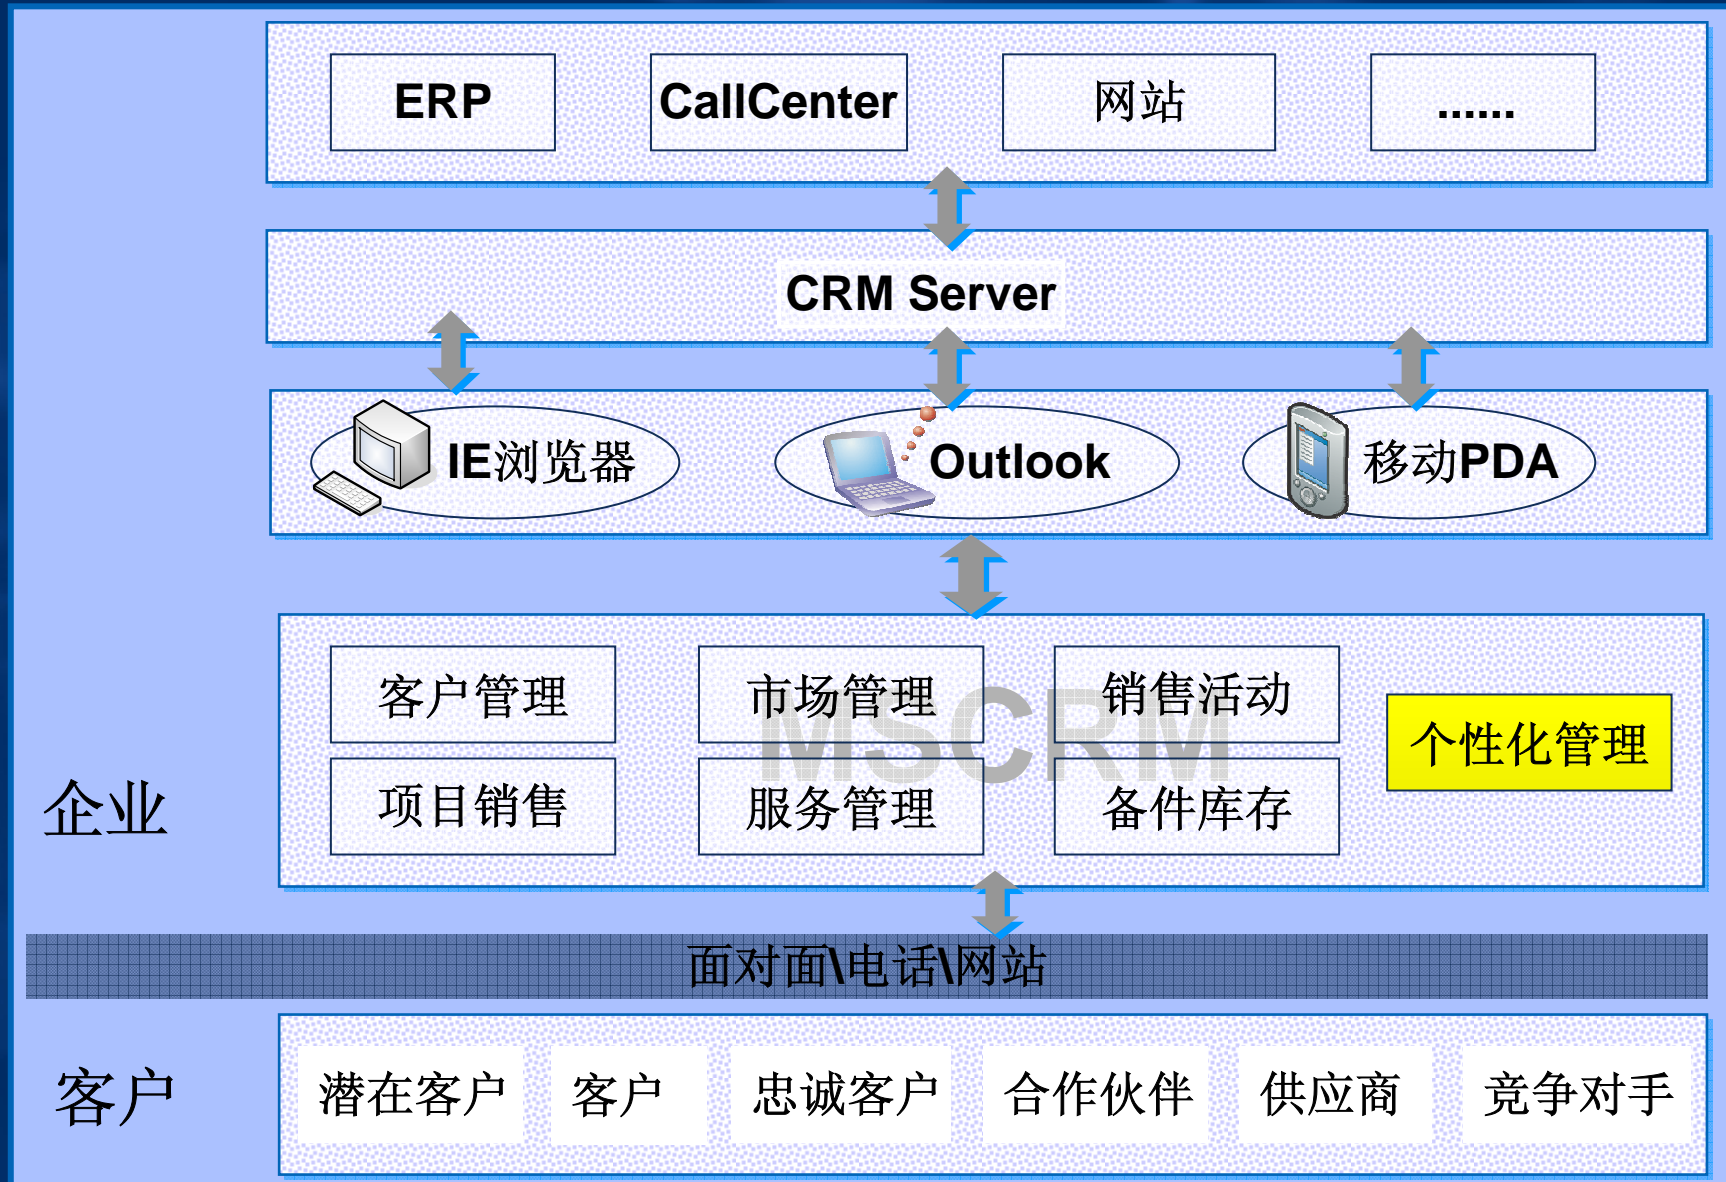 ERP
CallCenter
网站
......
CRM Server
IE浏览器
Outlook
移动PDA
客户管理
市场管理
销售活动
个性化管理
MSCRM
项目销售
服务管理
备件库存
企业
面对面\电话\网站
客户
潜在客户
客户
忠诚客户
合作伙伴
供应商
竞争对手